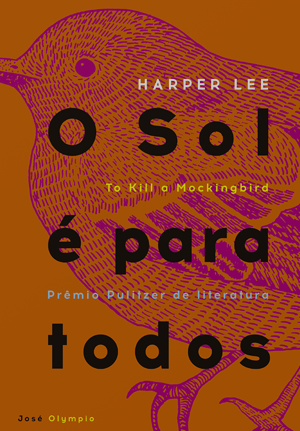 HARPER LEE
O Sol
To Kill a Mockingbird
é para
Prêmio Pulitzer de literatura
todos
José Olympio